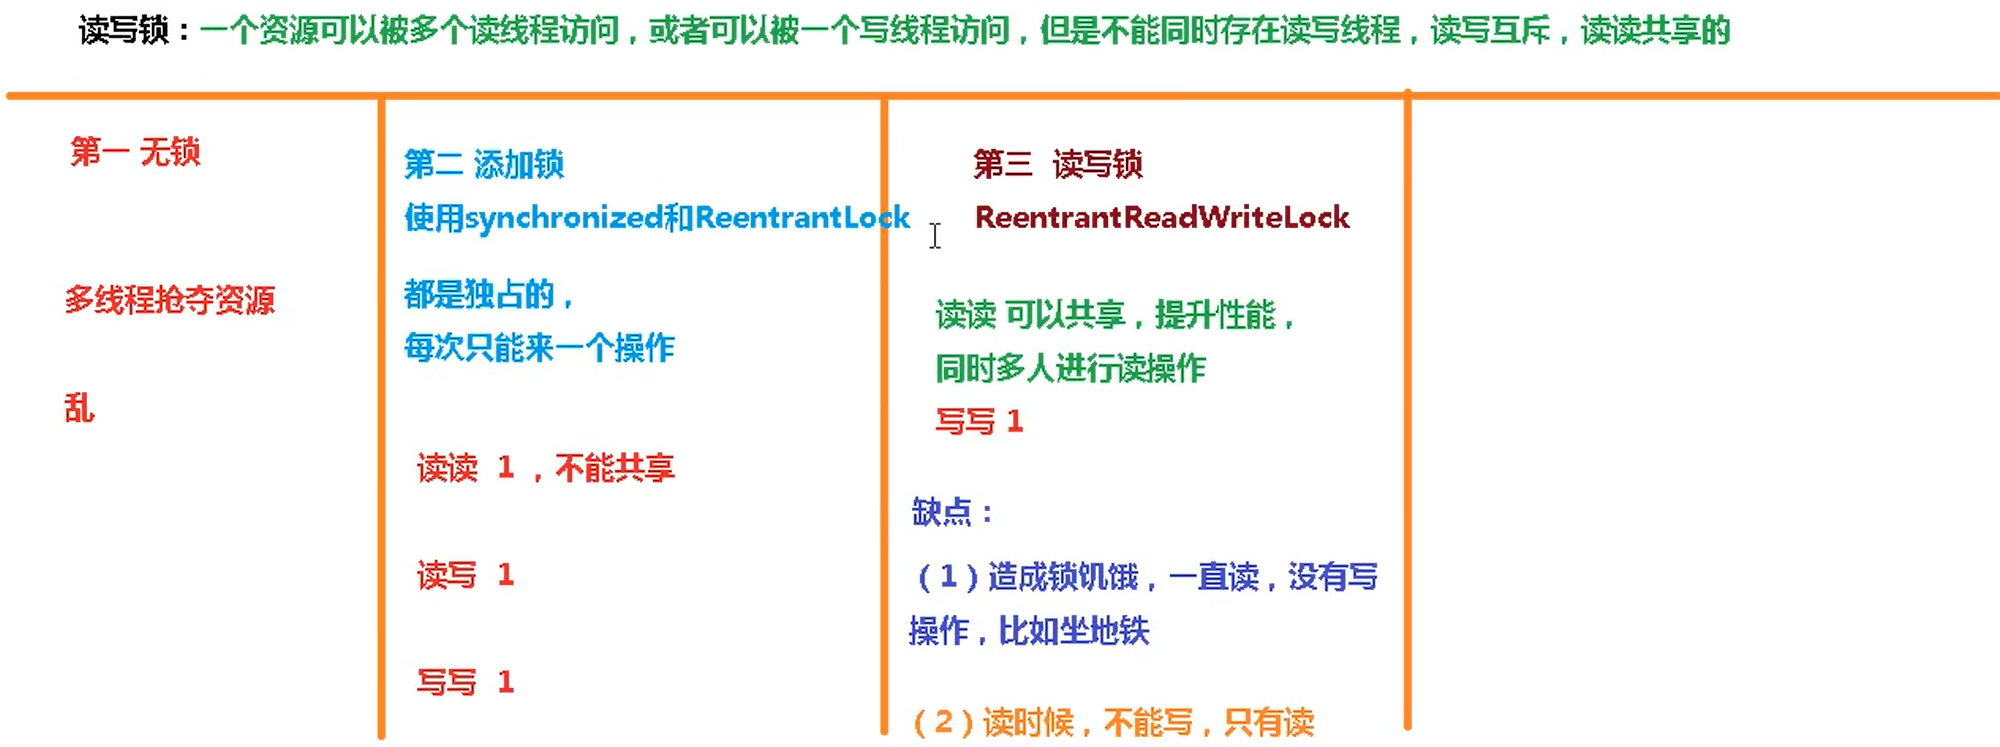 读写锁：一个资源可以被多个读线程访问，或者可以被一个写线程访问，但是不能同时存在读写线程，读写互斥，读读共享的
第一 无锁
多线程抢夺资源
乱
第二 添加锁
使用synchronized和ReentrantLock
都是独占的，
每次只能来一个操作
读读 1 ，不能共享
读写 1
写写 1
第三 读写锁
ReentrantReadWriteLock
读读 可以共享，提升性能，
同时多人进行读操作
写写 1
缺点：
（1）造成锁饥饿，一直读，没有写
操作，比如坐地铁
（2）读时候，不能写，只有读